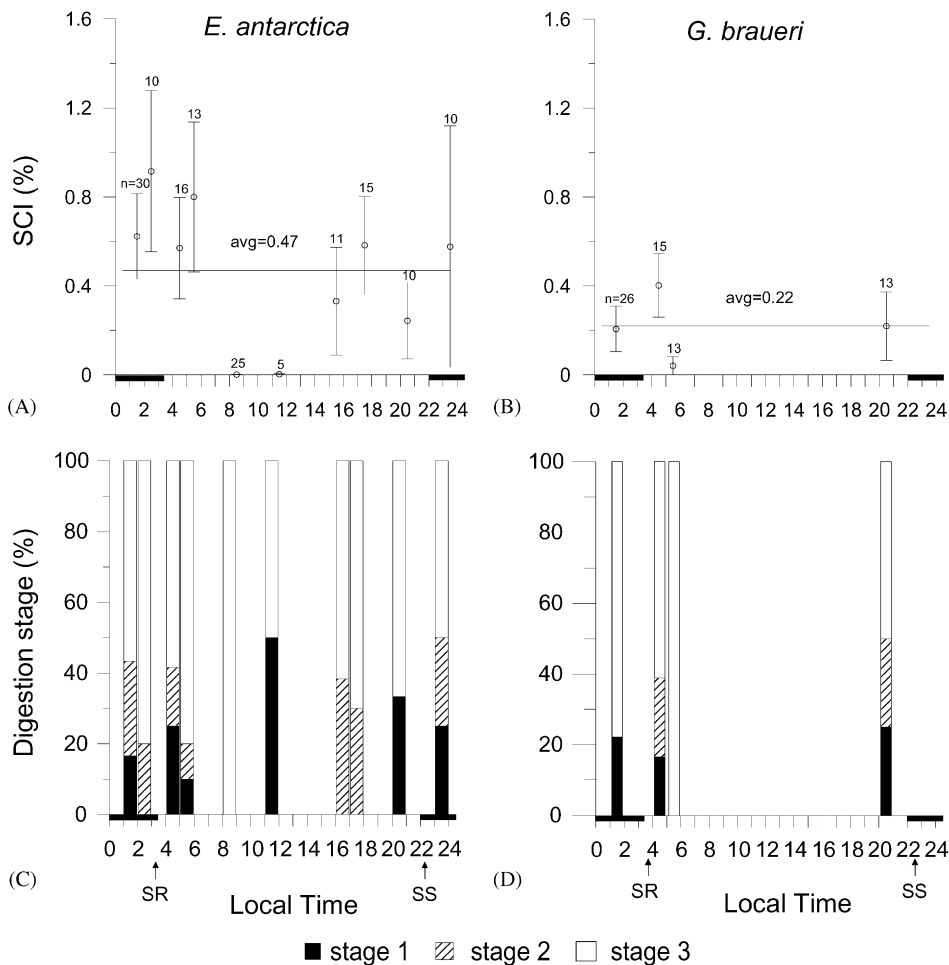 E. antarctica
G. braueri
1.6
1.2
0.8
0.4
0
SCI (%)
n=30
10
16
13
avg=0.47
25
5
11
15
10
10
(A)
0 2 4 6 8 10 12 14 16 18 20 22 24
1.6
1.2
0.8
0.4
0
n=26
15
13
avg=0.22
13
(B)
0 2 4 6 8 10 12 14 16 18 20 22 24
100
80
60
40
20
0
Digestion stage (%)
0 2 4 6 8 10 12 14 16 18 20 22 24
(C)
SR
Local Time
SS
100
80
60
40
20
0
0 2 4 6 8 10 12 14 16 18 20 22 24
(D)
SR
Local Time
SS
stage 1 stage 2 stage 3